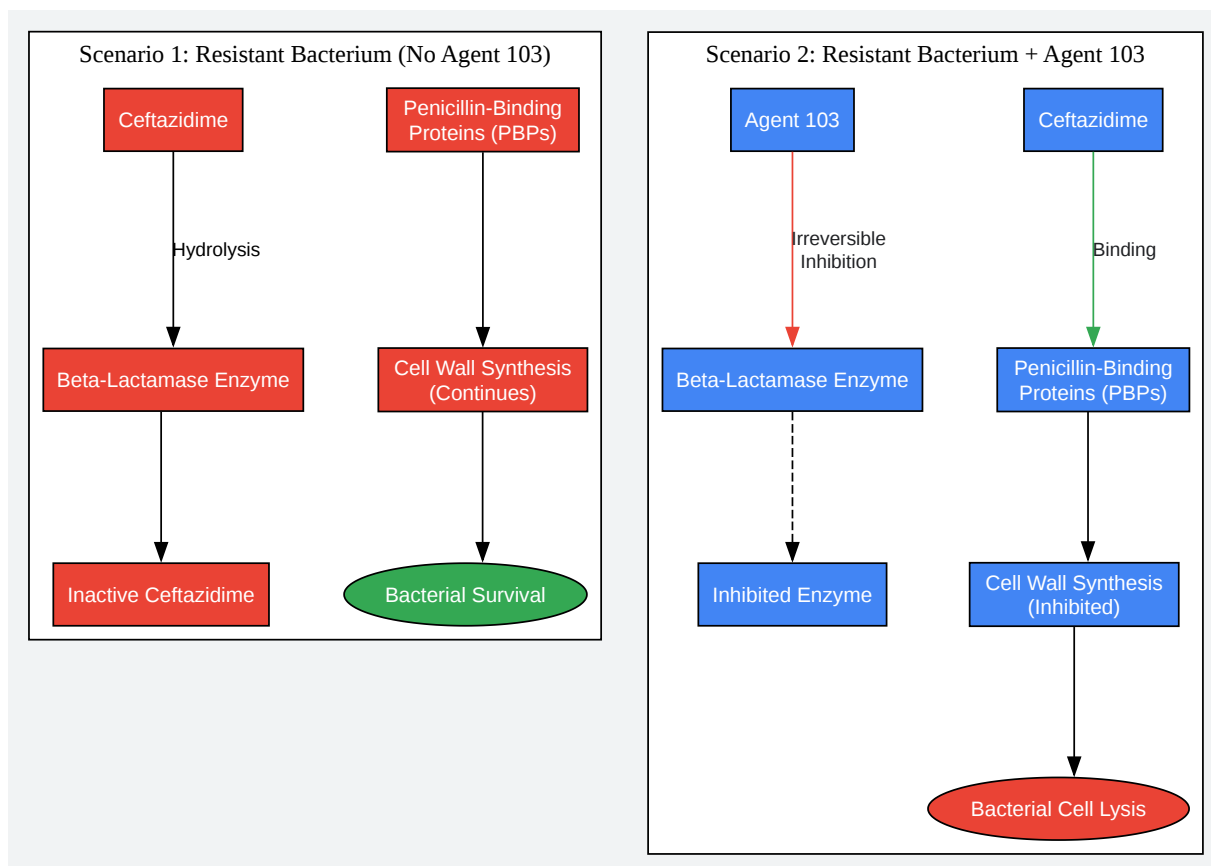 Scenario 1: Resistant Bacterium (No Agent 103)
Ceftazidime
Penicillin-Binding
Proteins (PBPs)
Hydrolysis
Beta-Lactamase Enzyme
Cell Wall Synthesis
(Continues)
Inactive Ceftazidime
Bacterial Survival
Scenario 2: Resistant Bacterium + Agent 103
Agent 103
Ceftazidime
Irreversible
Inhibition
Binding
Beta-Lactamase Enzyme
Penicillin-Binding
Proteins (PBPs)
Inhibited Enzyme
Cell Wall Synthesis
(Inhibited)
Bacterial Cell Lysis